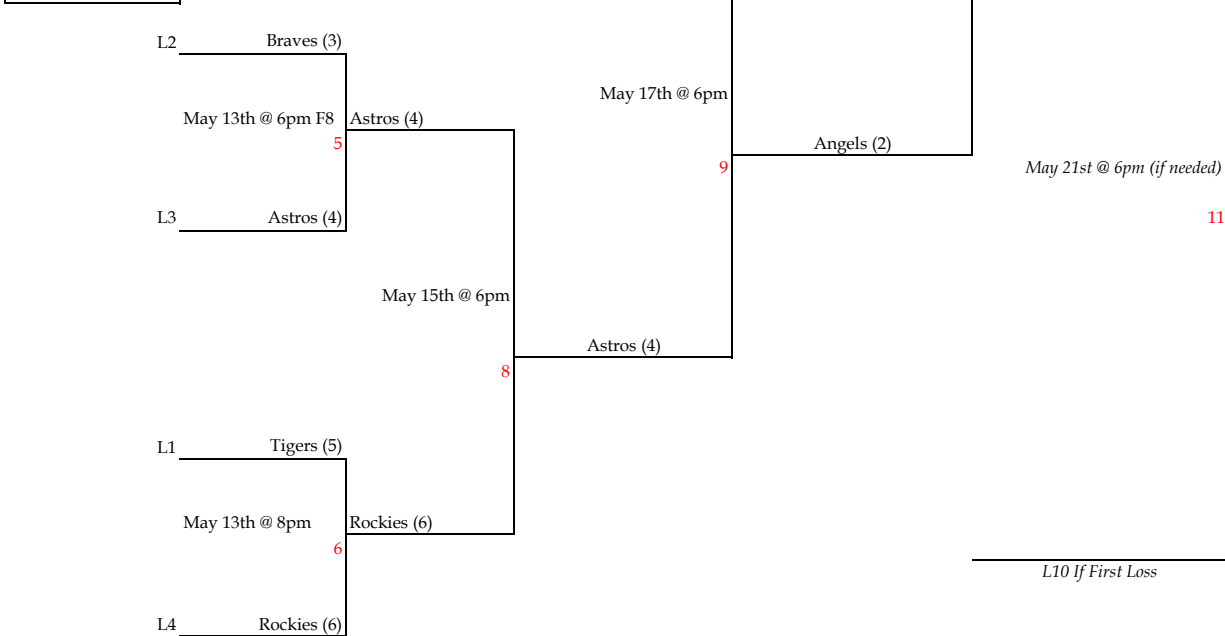 L2 Braves (3)
May 17th @ 6pm
May 13th @ 6pm F8 Astros (4)
5
Angels (2)
9
May 21st @ 6pm (if needed)
L3 Astros (4)
11
May 15th @ 6pm
Astros (4)
8
L1 Tigers (5)
May 13th @ 8pm Rockies (6)
6
L10 If First Loss
L4 Rockies (6)